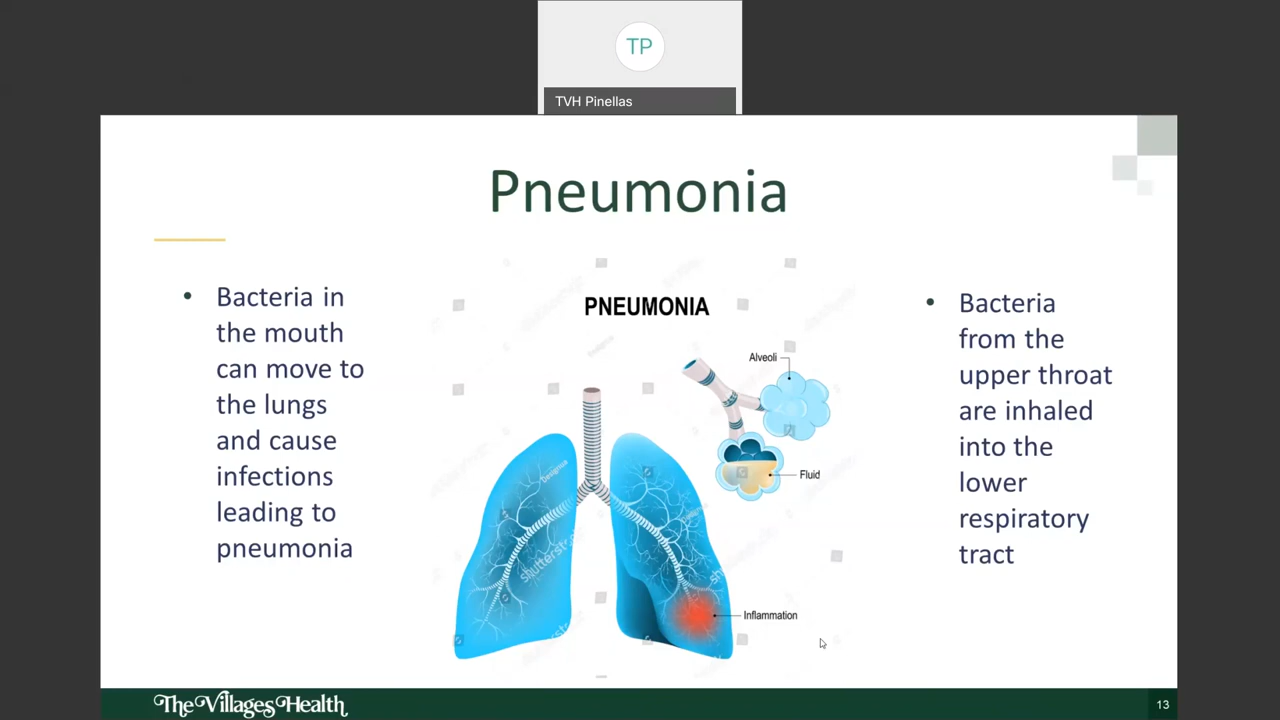 TP
TVH Pinellas
Pneumonia
• Bacteria in
the mouth
can move to
the lungs
and cause
infections
leading to
pneumonia
PNEUMONIA
Alveoli
Fluid
Inflammation
• Bacteria
from the
upper throat
are inhaled
into the
lower
respiratory
tract
The Villages Health
13